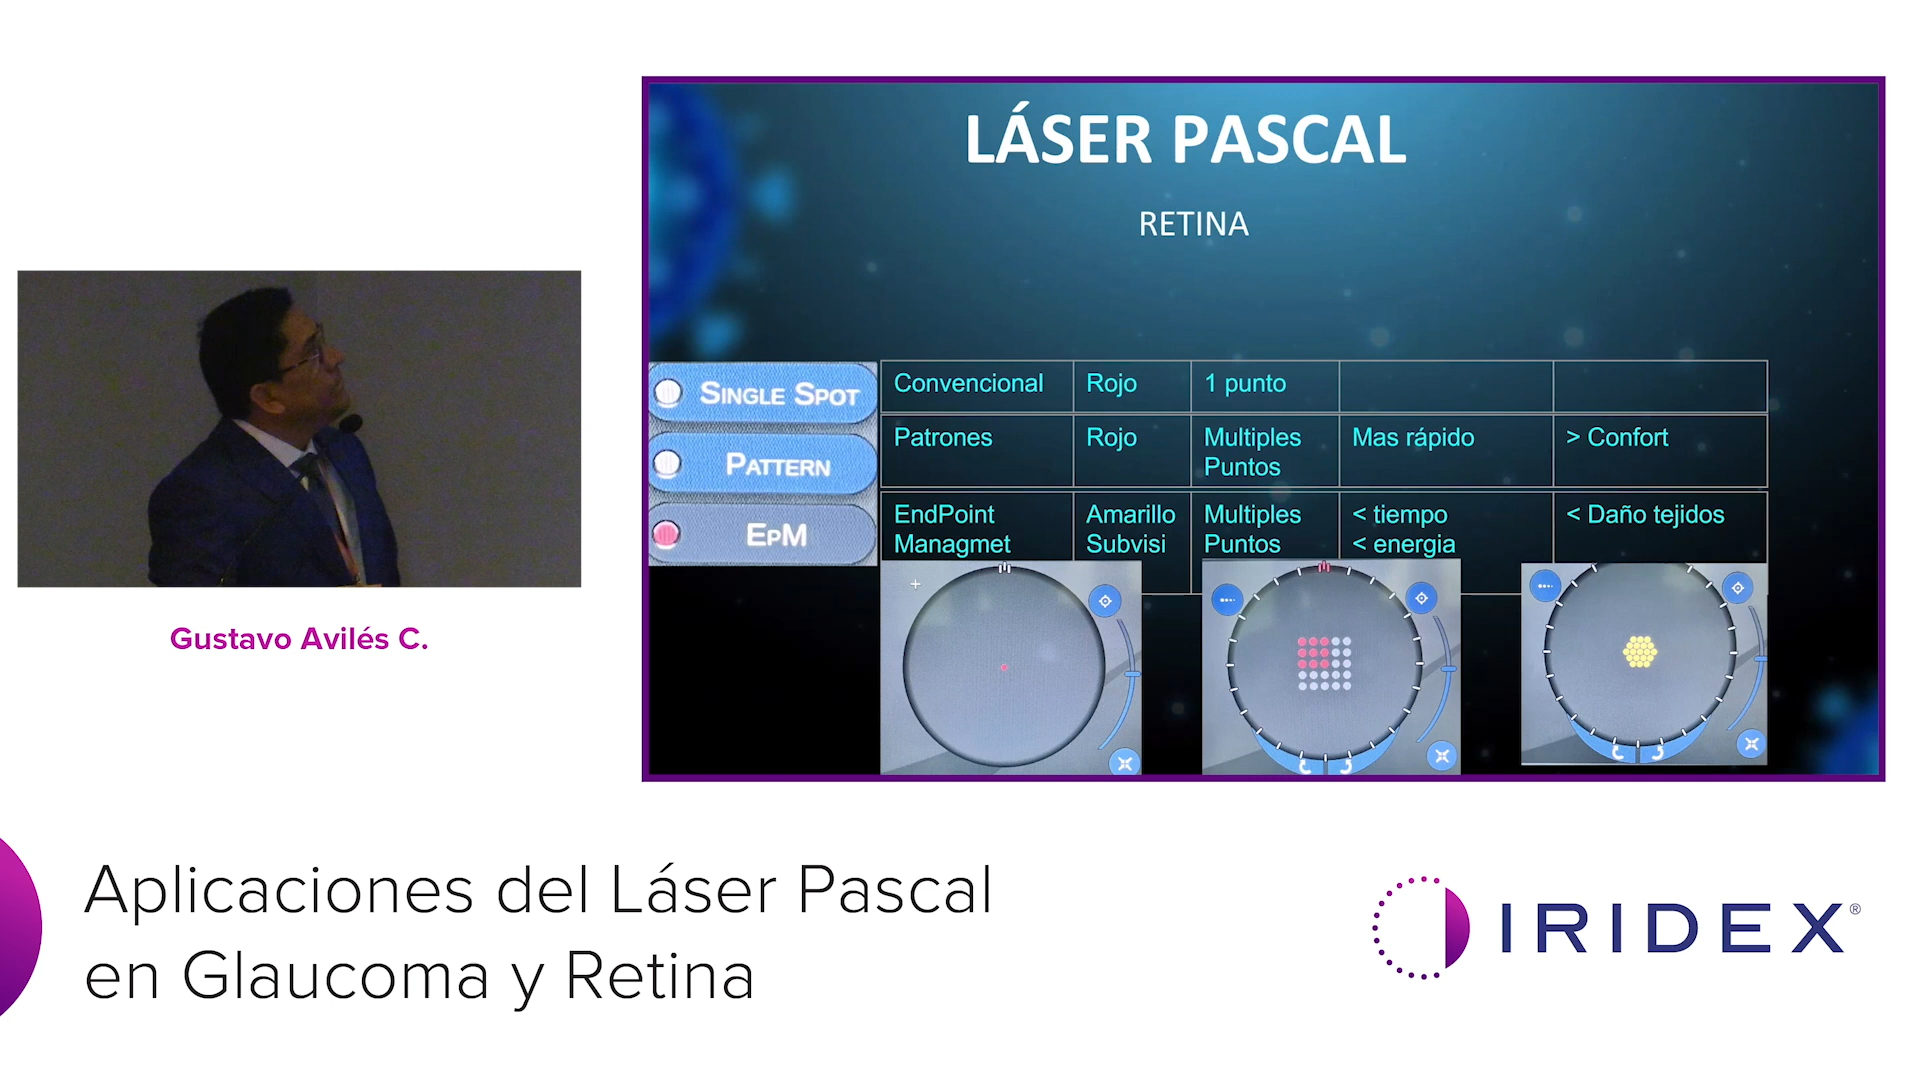 LÁSER PASCAL
RETINA
SINGLE SPOT
PATTERN
EPM
Convencional Rojo 1 punto
Patrones Rojo Multiples Puntos Mas rápido > Confort
EndPoint Managmet Amarillo Subvisi Multiples Puntos < tiempo < energia < Daño tejidos
Gustavo Avilés C.
Aplicaciones del Láser Pascal
en Glaucoma y Retina
IRIDEX®